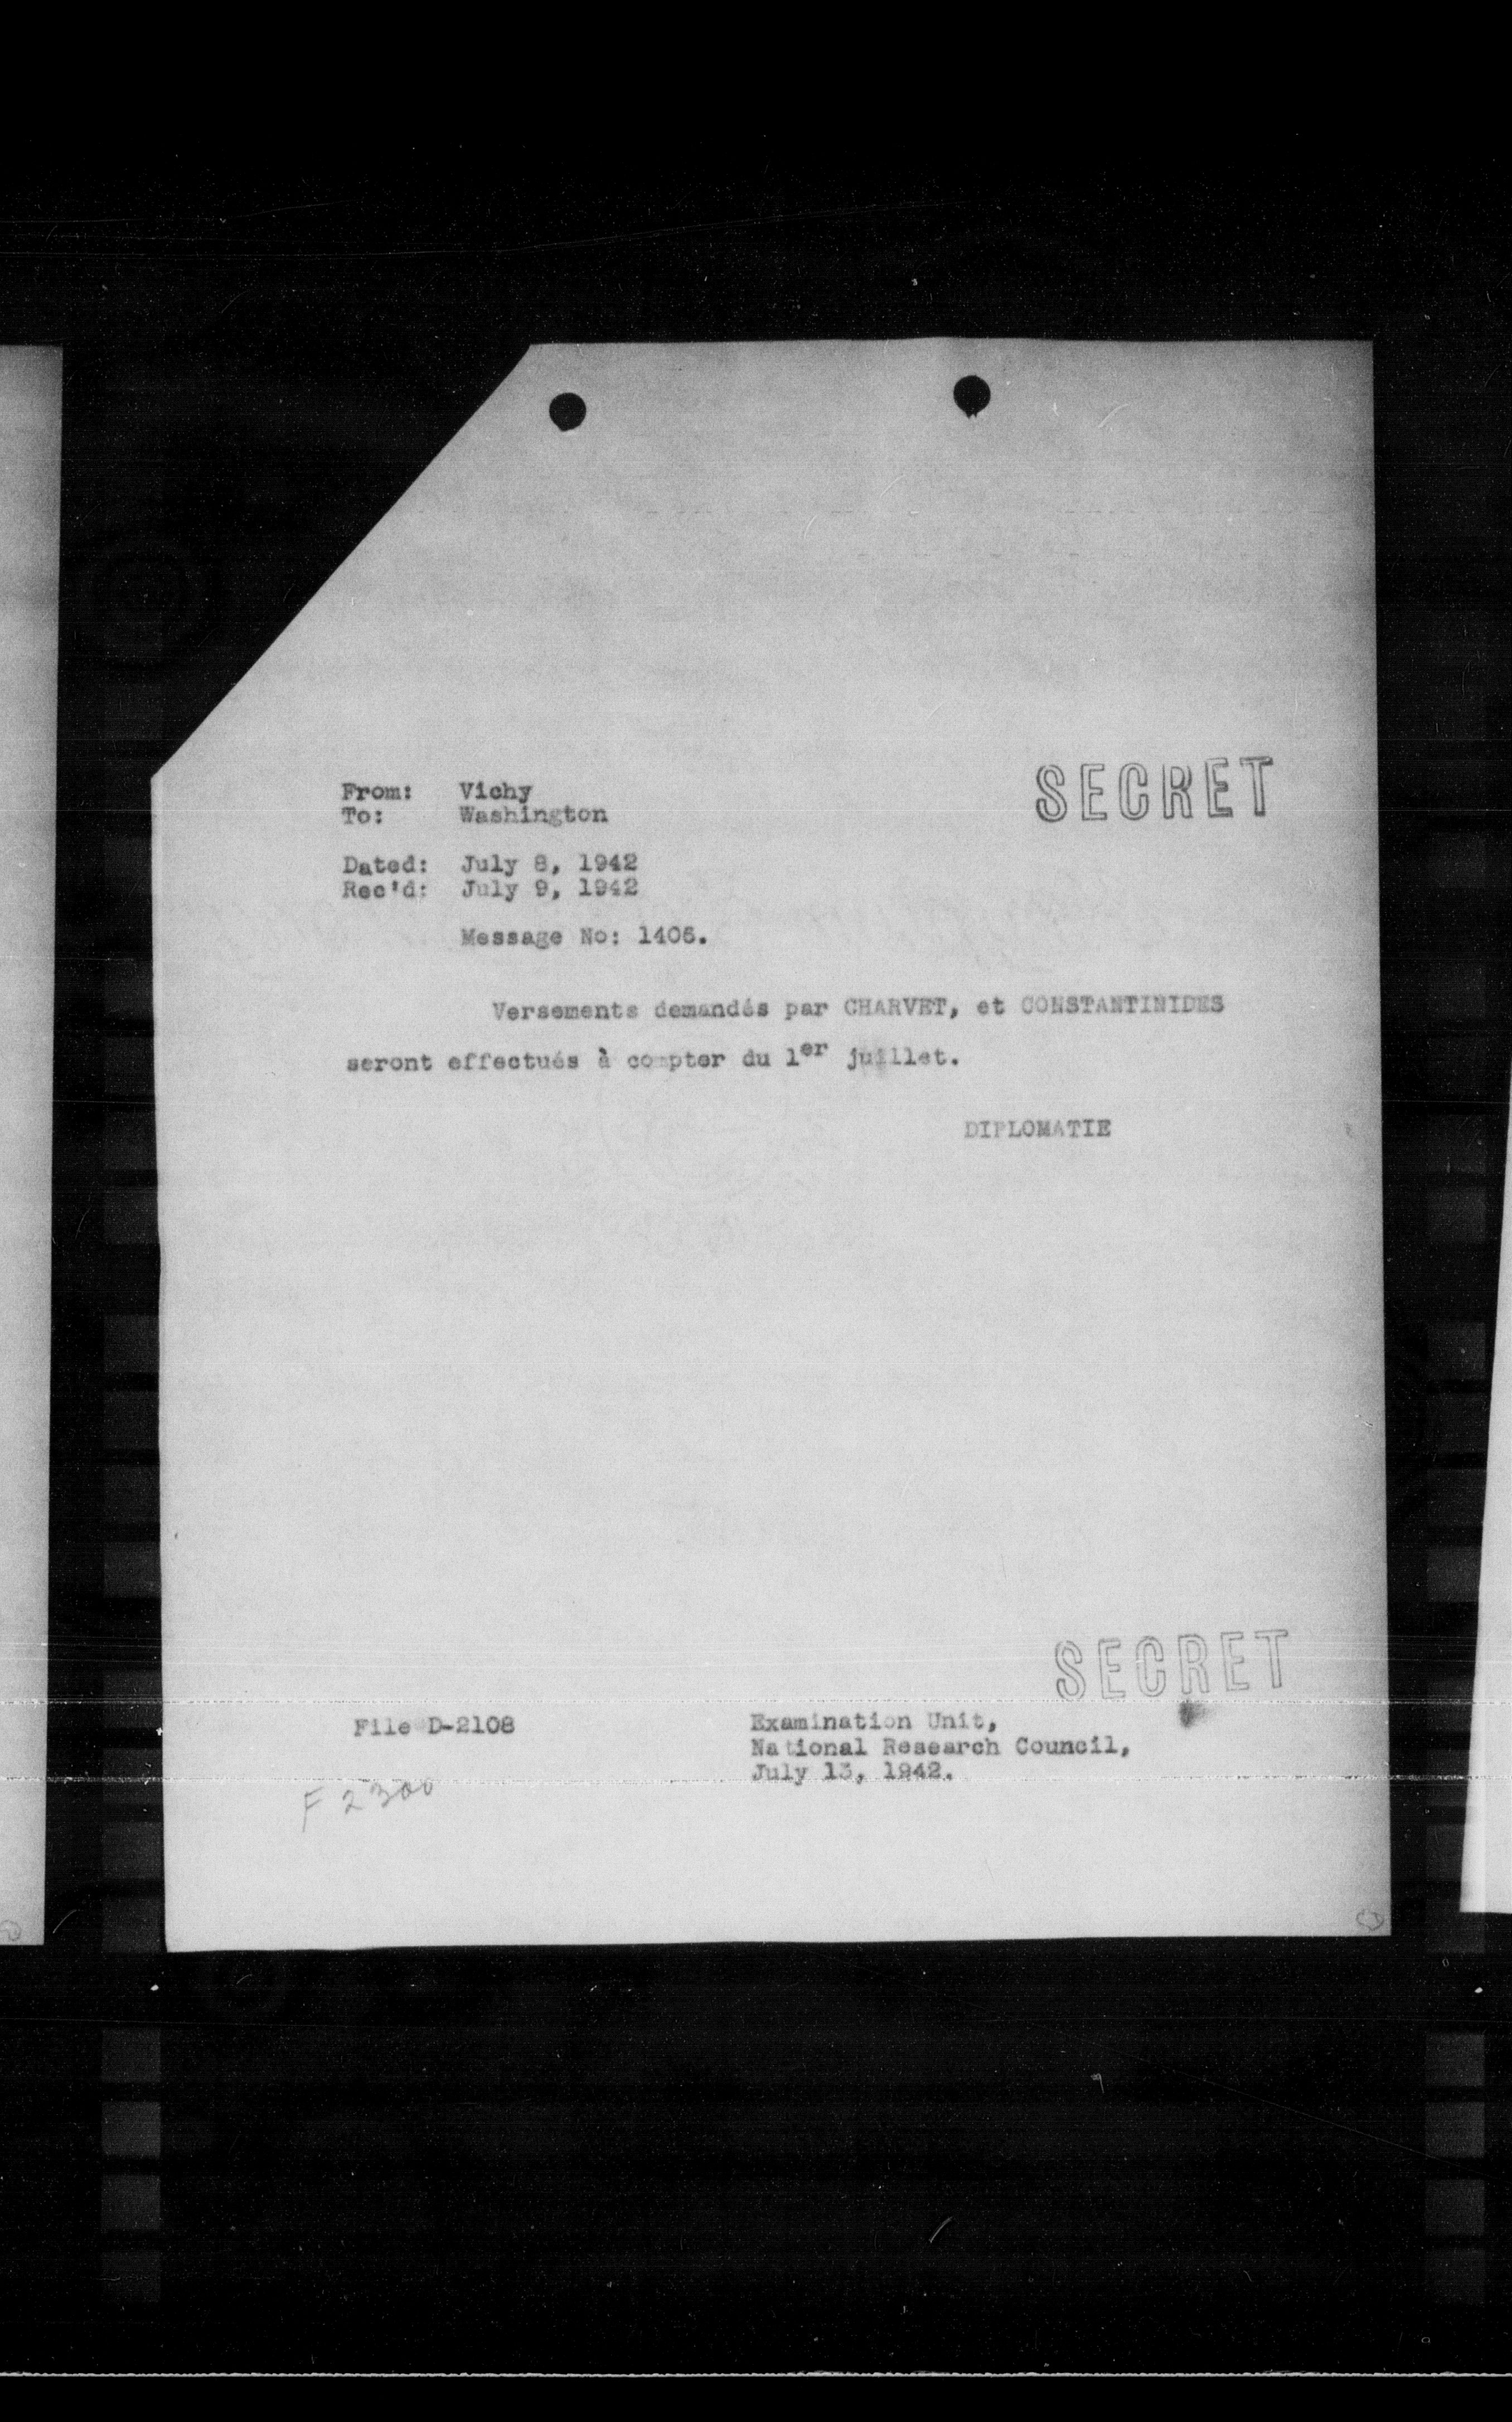 SECRET
From: Vichy
To: Washington
Dated: July 8, 1942
Rec'd: July 9, 1942
Message No: 1406.
Versements demandés par CHARVET, et CONSTANTINIDES
seront effectués à compter du 1er juillet.
DIPLOMATIE
SECRET
File D-2108
Examination Unit,
National Research Council,
July 13, 1942.
F 2300